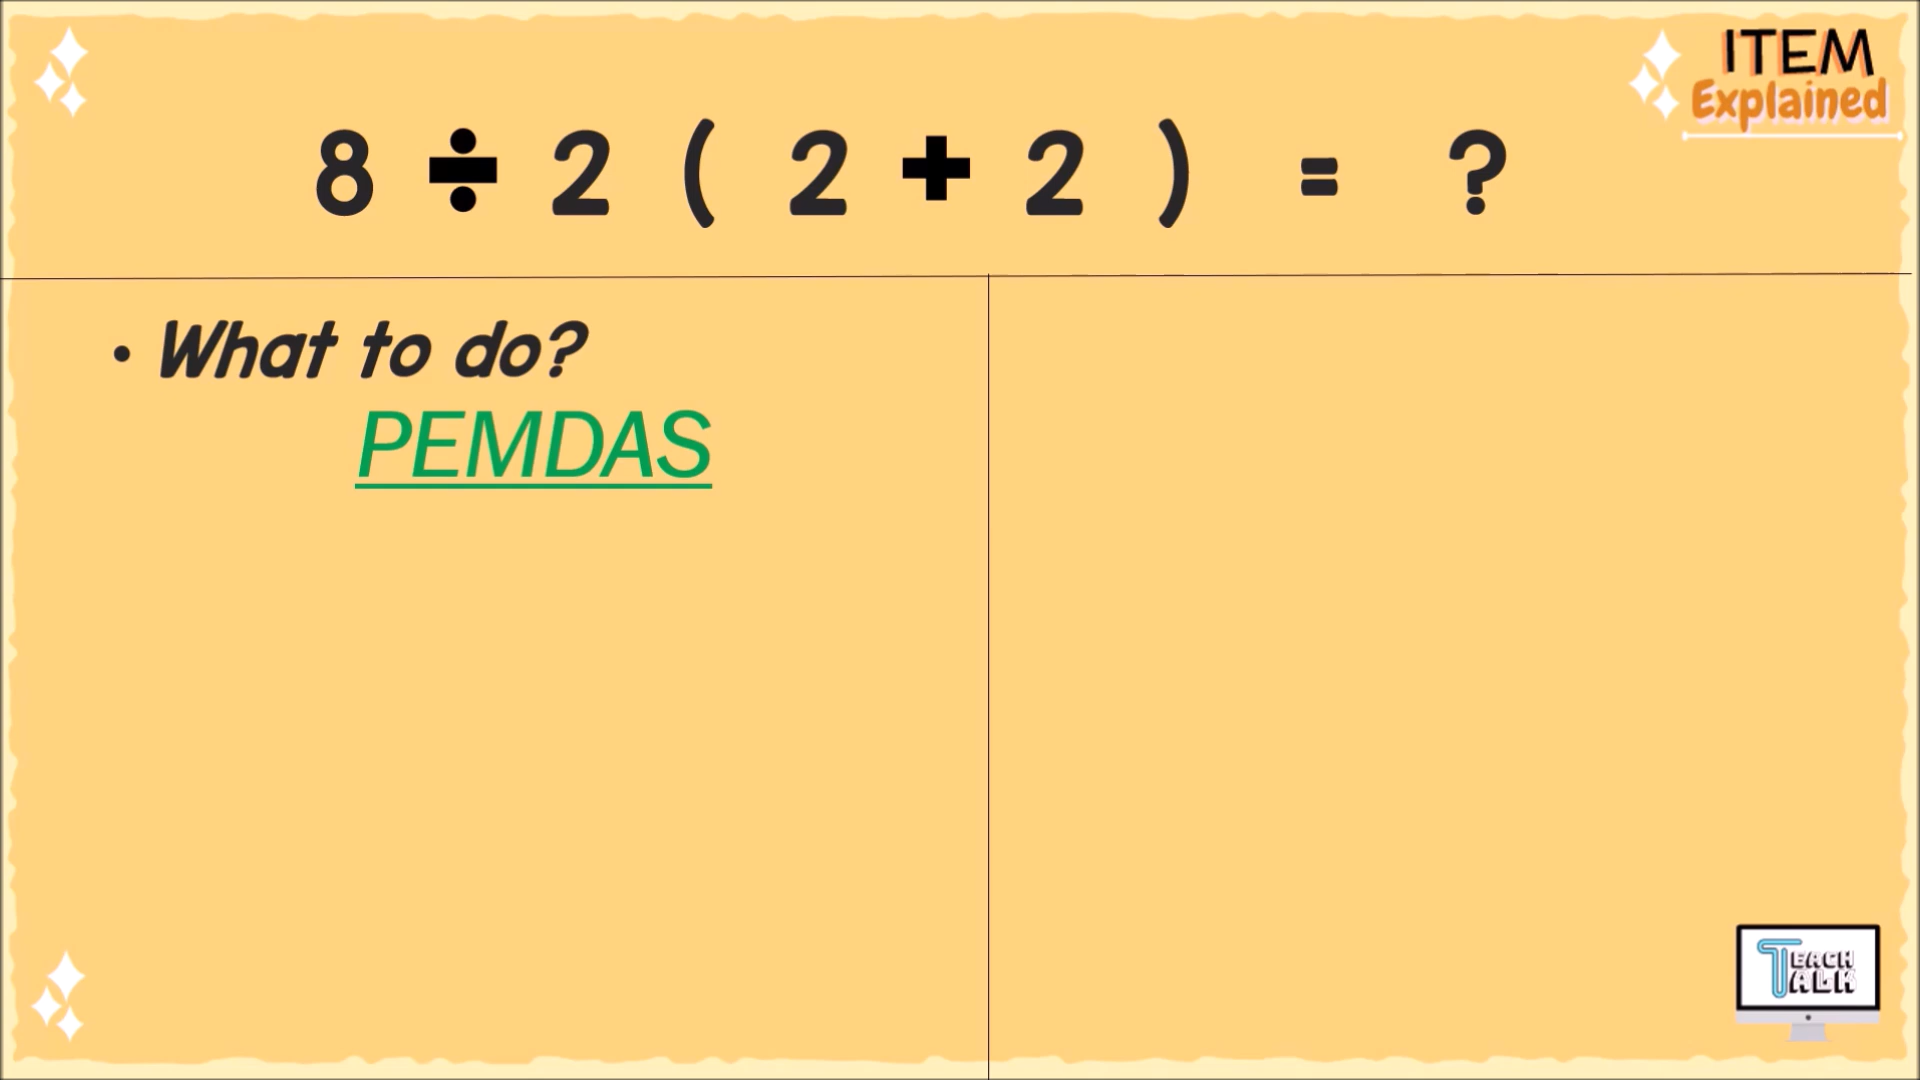 ITEM
Explained
8 ÷ 2 ( 2 + 2 ) = ?
• What to do?
PEMDAS
TEACH
TALK